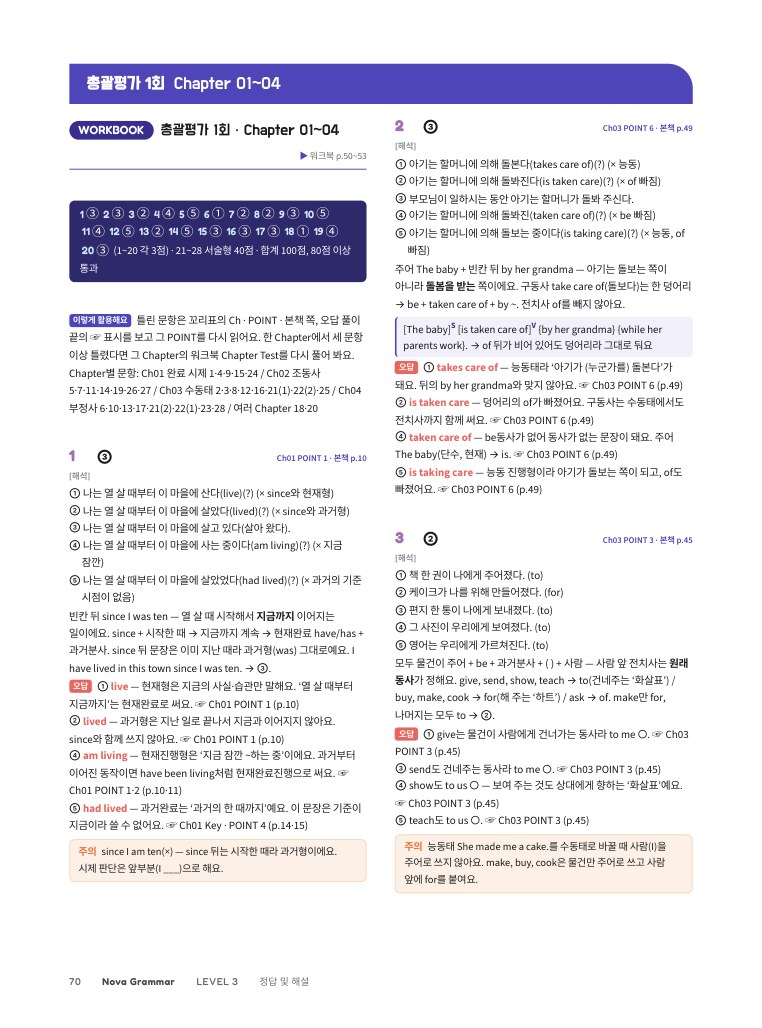 총괄평가 1회 Chapter 01~04
WORKBOOK 총괄평가 1회 · Chapter 01~04
▶ 워크북 p.50~53
1 ③ 2 ③ 3 ② 4 ④ 5 ⑤ 6 ① 7 ② 8 ② 9 ③ 10 ⑤
11 ④ 12 ⑤ 13 ② 14 ⑤ 15 ③ 16 ③ 17 ③ 18 ① 19 ④
20 ③ (1~20 각 3점) · 21~28 서술형 40점 · 합계 100점, 80점 이상
통과
이렇게 활용해요 틀린 문항은 꼬리표의 Ch · POINT · 본책 쪽, 오답 풀이
끝의 ☞ 표시를 보고 그 POINT를 다시 읽어요. 한 Chapter에서 세 문항
이상 틀렸다면 그 Chapter의 워크북 Chapter Test를 다시 풀어 봐요.
Chapter별 문항: Ch01 완료 시제 1·4·9·15·24 / Ch02 조동사
5·7·11·14·19·26·27 / Ch03 수동태 2·3·8·12·16·21(1)·22(2)·25 / Ch04
부정사 6·10·13·17·21(2)·22(1)·23·28 / 여러 Chapter 18·20
1 ③ Ch01 POINT 1 · 본책 p.10
[해석]
① 나는 열 살 때부터 이 마을에 산다(live)(?) (× since와 현재형)
② 나는 열 살 때부터 이 마을에 살았다(lived)(?) (× since와 과거형)
③ 나는 열 살 때부터 이 마을에 살고 있다(살아 왔다).
④ 나는 열 살 때부터 이 마을에 사는 중이다(am living)(?) (× 지금
잠깐)
⑤ 나는 열 살 때부터 이 마을에 살았었다(had lived)(?) (× 과거의 기준
시점이 없음)
빈칸 뒤 since I was ten — 열 살 때 시작해서 지금까지 이어지는
일이에요. since + 시작한 때 → 지금까지 계속 → 현재완료 have/has +
과거분사. since 뒤 문장은 이미 지난 때라 과거형(was) 그대로예요. I
have lived in this town since I was ten. → ③.
오답 ① live — 현재형은 지금의 사실·습관만 말해요. ‘열 살 때부터
지금까지’는 현재완료로 써요. ☞ Ch01 POINT 1 (p.10)
② lived — 과거형은 지난 일로 끝나서 지금과 이어지지 않아요.
since와 함께 쓰지 않아요. ☞ Ch01 POINT 1 (p.10)
④ am living — 현재진행형은 ‘지금 잠깐 ~하는 중’이에요. 과거부터
이어진 동작이면 have been living처럼 현재완료진행으로 써요. ☞
Ch01 POINT 1·2 (p.10·11)
⑤ had lived — 과거완료는 ‘과거의 한 때까지’예요. 이 문장은 기준이
지금이라 쓸 수 없어요. ☞ Ch01 Key · POINT 4 (p.14·15)
주의 since I am ten(×) — since 뒤는 시작한 때라 과거형이에요.
시제 판단은 앞부분(I ___)으로 해요.
2 ③ Ch03 POINT 6 · 본책 p.49
[해석]
① 아기는 할머니에 의해 돌본다(takes care of)(?) (× 능동)
② 아기는 할머니에 의해 돌봐진다(is taken care)(?) (× of 빠짐)
③ 부모님이 일하시는 동안 아기는 할머니가 돌봐 주신다.
④ 아기는 할머니에 의해 돌봐진(taken care of)(?) (× be 빠짐)
⑤ 아기는 할머니에 의해 돌보는 중이다(is taking care)(?) (× 능동, of
빠짐)
주어 The baby + 빈칸 뒤 by her grandma — 아기는 돌보는 쪽이
아니라 돌봄을 받는 쪽이에요. 구동사 take care of(돌보다)는 한 덩어리
→ be + taken care of + by ~. 전치사 of를 빼지 않아요.
[The baby]S [is taken care of]V {by her grandma} {while her
parents work}. → of 뒤가 비어 있어도 덩어리라 그대로 둬요
오답 ① takes care of — 능동태라 ‘아기가 (누군가를) 돌본다’가
돼요. 뒤의 by her grandma와 맞지 않아요. ☞ Ch03 POINT 6 (p.49)
② is taken care — 덩어리의 of가 빠졌어요. 구동사는 수동태에서도
전치사까지 함께 써요. ☞ Ch03 POINT 6 (p.49)
④ taken care of — be동사가 없어 동사가 없는 문장이 돼요. 주어
The baby(단수, 현재) → is. ☞ Ch03 POINT 6 (p.49)
⑤ is taking care — 능동 진행형이라 아기가 돌보는 쪽이 되고, of도
빠졌어요. ☞ Ch03 POINT 6 (p.49)
3 ② Ch03 POINT 3 · 본책 p.45
[해석]
① 책 한 권이 나에게 주어졌다. (to)
② 케이크가 나를 위해 만들어졌다. (for)
③ 편지 한 통이 나에게 보내졌다. (to)
④ 그 사진이 우리에게 보여졌다. (to)
⑤ 영어는 우리에게 가르쳐진다. (to)
모두 물건이 주어 + be + 과거분사 + ( ) + 사람 — 사람 앞 전치사는 원래
동사가 정해요. give, send, show, teach → to(건네주는 ‘화살표’) /
buy, make, cook → for(해 주는 ‘하트’) / ask → of. make만 for,
나머지는 모두 to → ②.
오답 ① give는 물건이 사람에게 건너가는 동사라 to me ○. ☞ Ch03
POINT 3 (p.45)
③ send도 건네주는 동사라 to me ○. ☞ Ch03 POINT 3 (p.45)
④ show도 to us ○ — 보여 주는 것도 상대에게 향하는 ‘화살표’예요.
☞ Ch03 POINT 3 (p.45)
⑤ teach도 to us ○. ☞ Ch03 POINT 3 (p.45)
주의 능동태 She made me a cake.를 수동태로 바꿀 때 사람(I)을
주어로 쓰지 않아요. make, buy, cook은 물건만 주어로 쓰고 사람
앞에 for를 붙여요.
70 Nova Grammar LEVEL 3 정답 및 해설